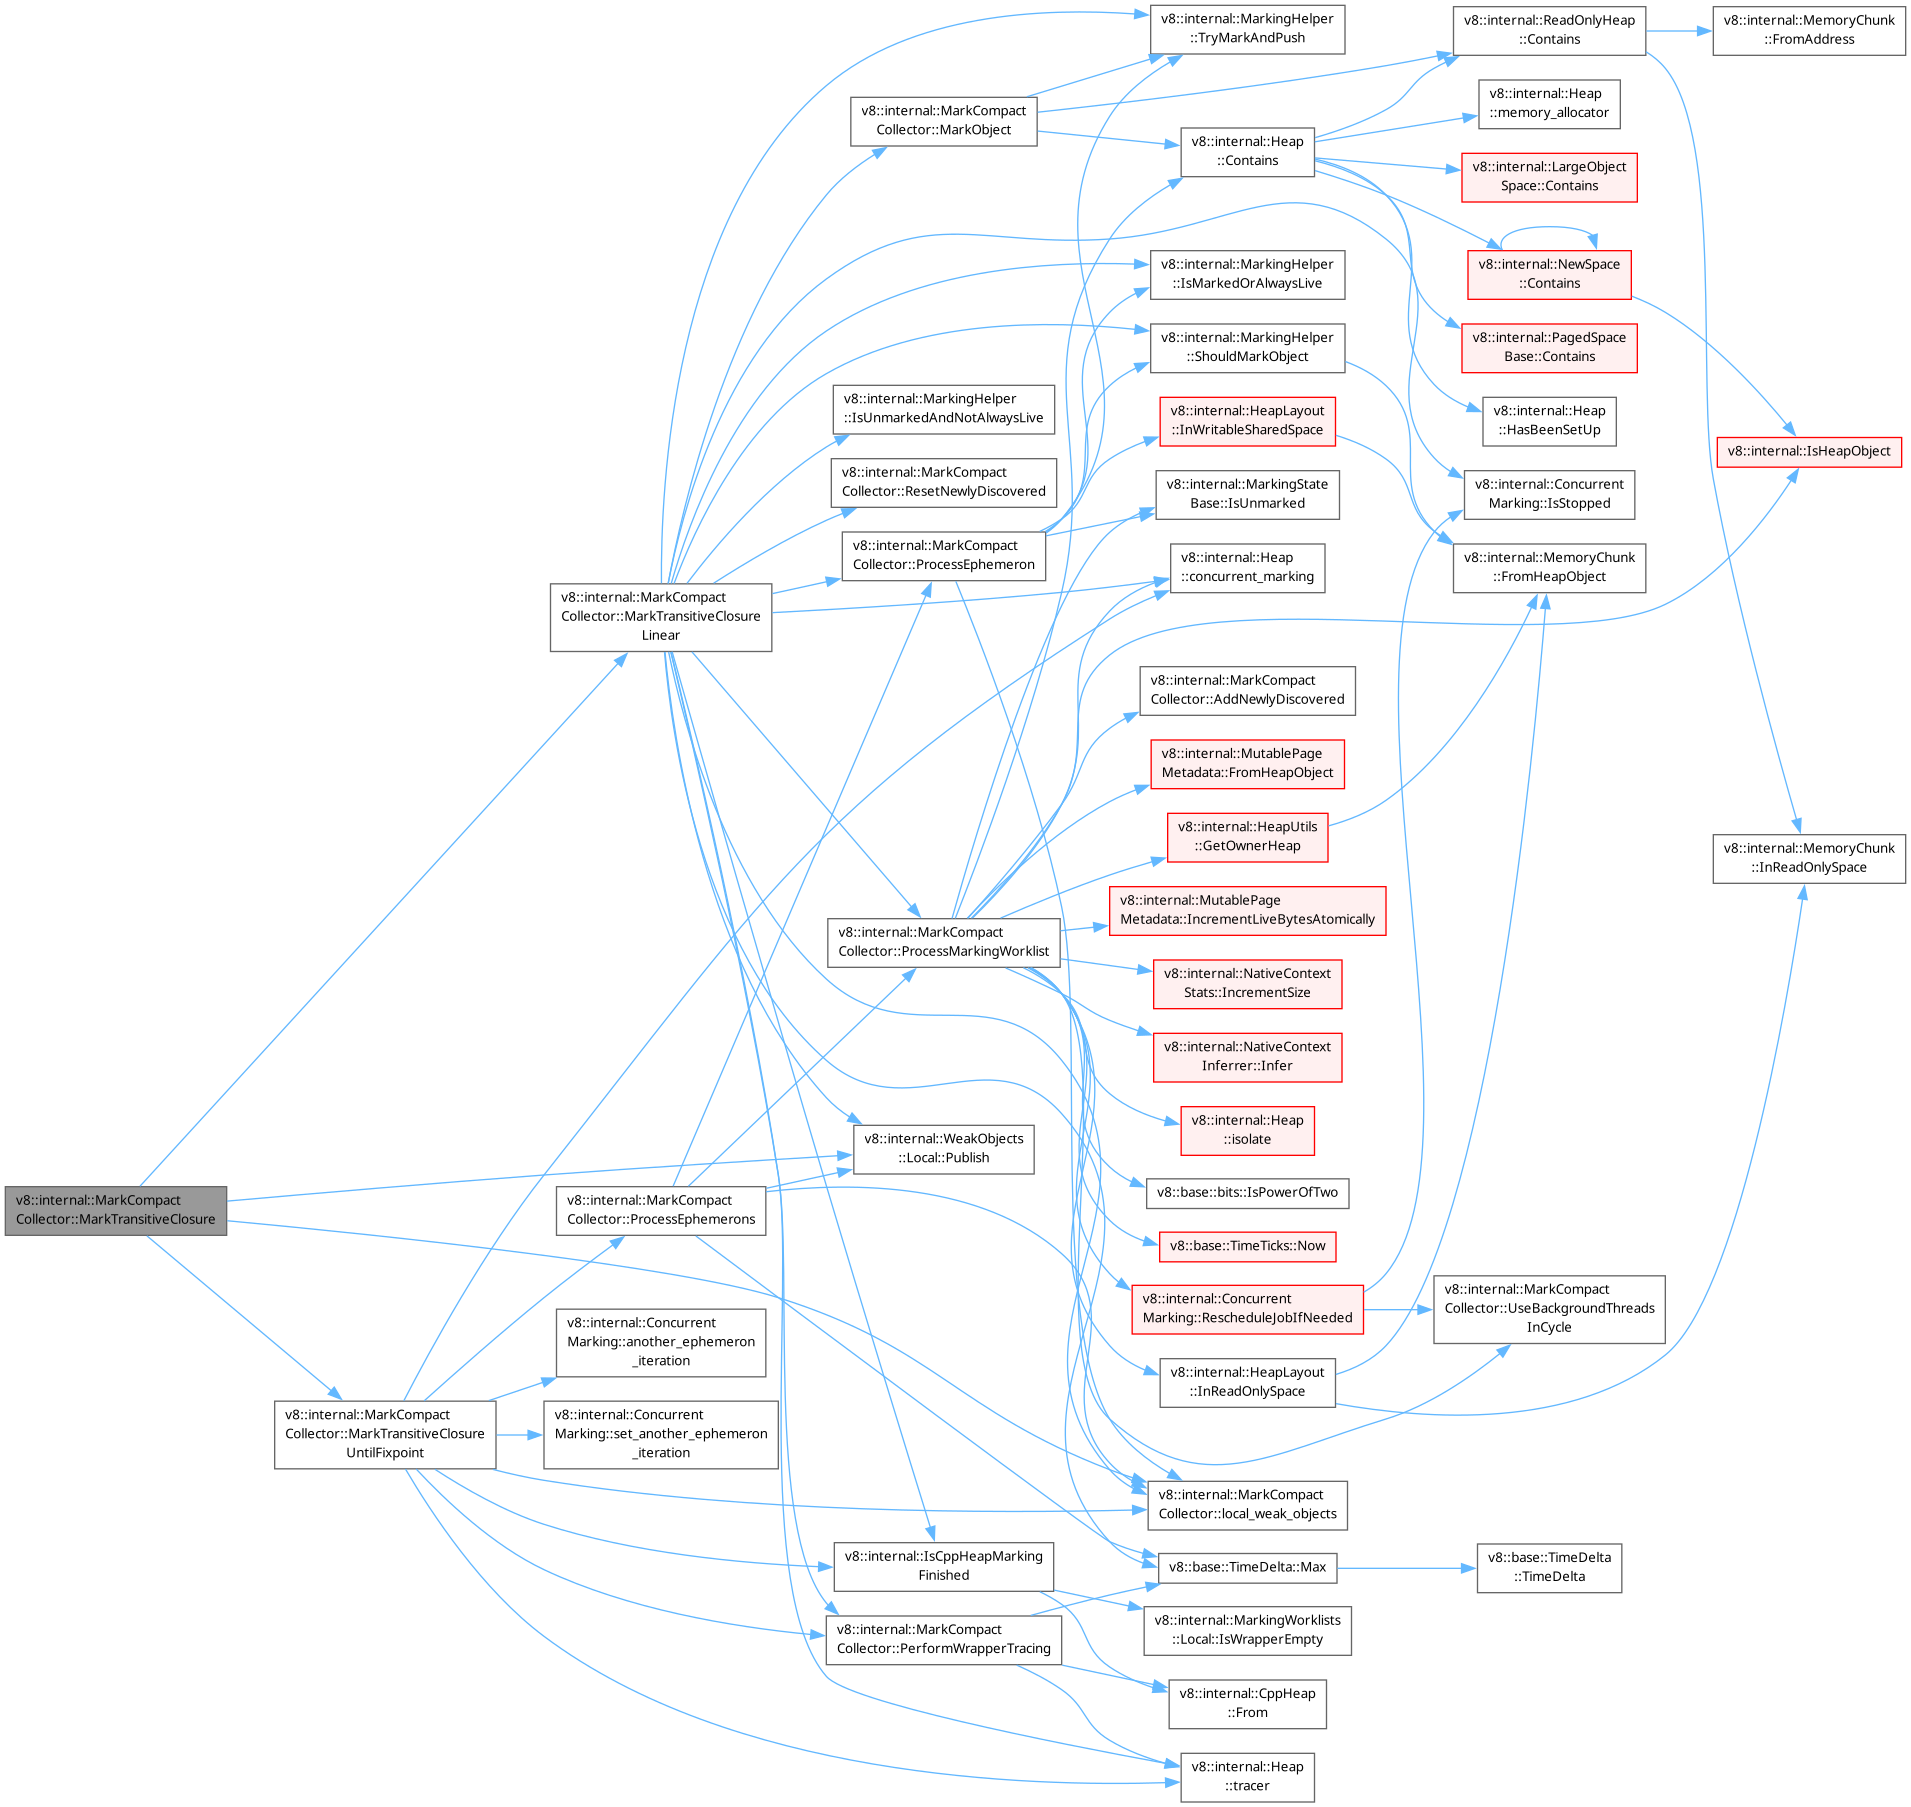 v8::internal::MarkCompact
Collector::MarkTransitiveClosure
v8::internal::MarkCompact
Collector::MarkTransitiveClosure
UntilFixpoint
v8::internal::MarkCompact
Collector::MarkTransitiveClosure
Linear
v8::internal::MarkCompact
Collector::ProcessEphemerons
v8::internal::Concurrent
Marking::another_ephemeron
_iteration
v8::internal::Concurrent
Marking::set_another_ephemeron
_iteration
v8::internal::MarkCompact
Collector::MarkObject
v8::internal::MarkingHelper
::IsUnmarkedAndNotAlwaysLive
v8::internal::MarkCompact
Collector::ResetNewlyDiscovered
v8::internal::MarkCompact
Collector::ProcessEphemeron
v8::internal::MarkCompact
Collector::ProcessMarkingWorklist
v8::internal::WeakObjects
::Local::Publish
v8::internal::IsCppHeapMarking
Finished
v8::internal::MarkCompact
Collector::PerformWrapperTracing
v8::internal::MarkingHelper
::TryMarkAndPush
v8::internal::Heap
::Contains
v8::internal::MarkingHelper
::IsMarkedOrAlwaysLive
v8::internal::MarkingHelper
::ShouldMarkObject
v8::internal::HeapLayout
::InWritableSharedSpace
v8::internal::MarkingState
Base::IsUnmarked
v8::internal::Heap
::concurrent_marking
v8::internal::MarkCompact
Collector::AddNewlyDiscovered
v8::internal::MutablePage
Metadata::FromHeapObject
v8::internal::HeapUtils
::GetOwnerHeap
v8::internal::MutablePage
Metadata::IncrementLiveBytesAtomically
v8::internal::NativeContext
Stats::IncrementSize
v8::internal::NativeContext
Inferrer::Infer
v8::internal::Heap
::isolate
v8::base::bits::IsPowerOfTwo
v8::base::TimeTicks::Now
v8::internal::Concurrent
Marking::RescheduleJobIfNeeded
v8::internal::HeapLayout
::InReadOnlySpace
v8::internal::MarkCompact
Collector::local_weak_objects
v8::base::TimeDelta::Max
v8::internal::MarkingWorklists
::Local::IsWrapperEmpty
v8::internal::CppHeap
::From
v8::internal::Heap
::tracer
v8::internal::ReadOnlyHeap
::Contains
v8::internal::Heap
::memory_allocator
v8::internal::LargeObject
Space::Contains
v8::internal::NewSpace
::Contains
v8::internal::PagedSpace
Base::Contains
v8::internal::Heap
::HasBeenSetUp
v8::internal::Concurrent
Marking::IsStopped
v8::internal::MemoryChunk
::FromHeapObject
v8::internal::MarkCompact
Collector::UseBackgroundThreads
InCycle
v8::base::TimeDelta
::TimeDelta
v8::internal::MemoryChunk
::FromAddress
v8::internal::IsHeapObject
v8::internal::MemoryChunk
::InReadOnlySpace